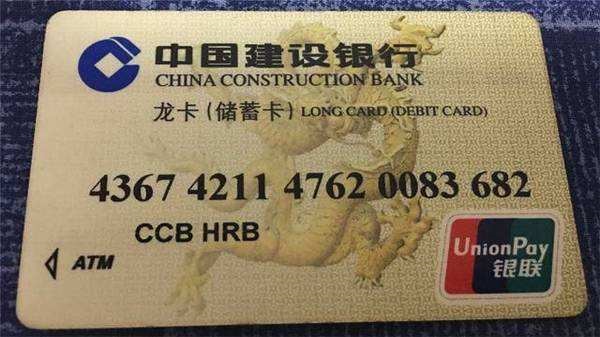 中国建设银行
CHINA CONSTRUCTION BANK
龙卡(储蓄卡) LONG CARD (DEBIT CARD)
4367 4211 4762 0083 682
CCB HRB
ATM
UnionPay
银联